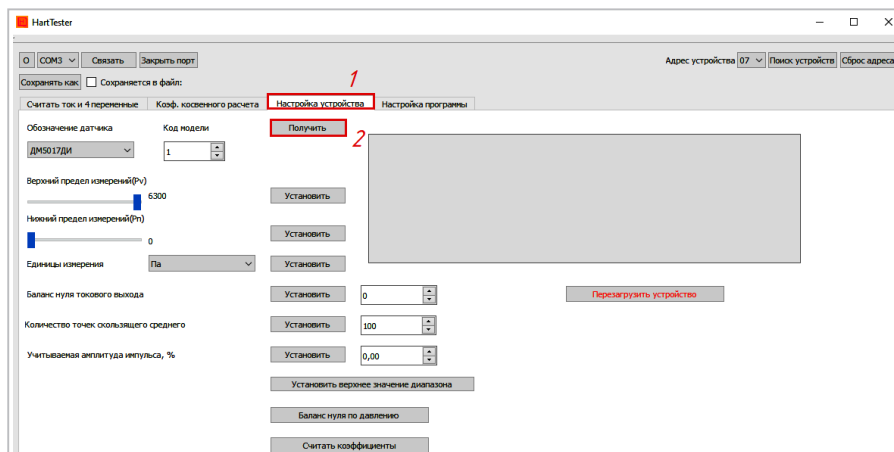 HartTester
О COM3 Связать Закрыть порт Адрес устройства 07 Поиск устройств Сброс адреса
Сохранять как Сохраняется в файл:
1
Считать ток и 4 переменные Коэф. косвенного расчета Настройка устройства Настройка программы
Обозначение датчика Код модели Получить 2
ДМ5017ДИ 1
Верхний предел измерений(Pv)
6300 Установить
Нижний предел измерений(Pn)
0 Установить
Единицы измерения Па Установить
Баланс нуля токового выхода Установить 0 Перезагрузить устройство
Количество точек скользящего среднего Установить 100
Учитываемая амплитуда импульса, % Установить 0,00
Установить верхнее значение диапазона
Баланс нуля по давлению
Считать коэффициенты